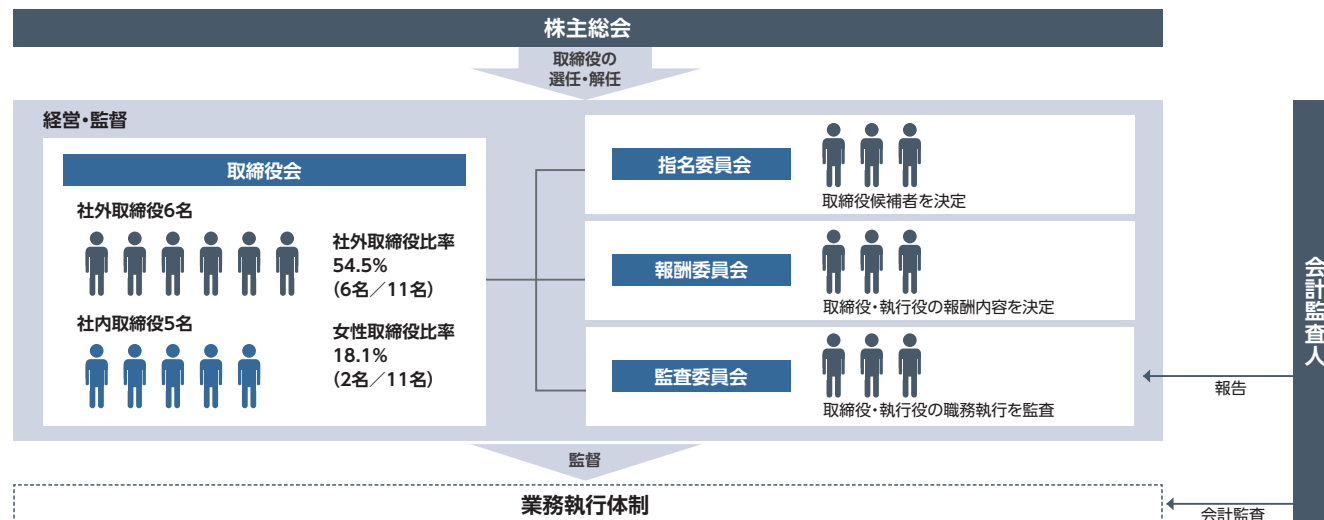 株主総会
取締役の
選任・解任
経営・監督
取締役会
社外取締役6名
社外取締役比率
54.5%
（6名／11名）
社内取締役5名
女性取締役比率
18.1%
（2名／11名）
指名委員会
取締役候補者を決定
報酬委員会
取締役・執行役の報酬内容を決定
監査委員会
取締役・執行役の職務執行を監査
会計監査人
報告
監督
業務執行体制
会計監査